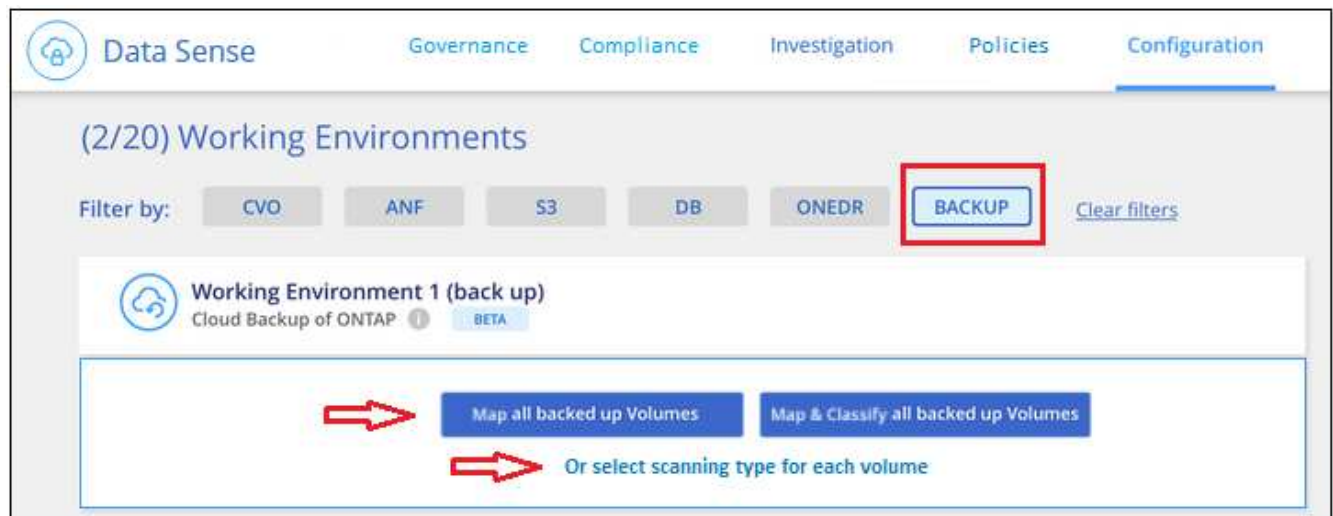 Data Sense Governance Compliance Investigation Policies Configuration
(2/20) Working Environments
Filter by: CVO ANF S3 DB ONEDR BACKUP Clear filters
Working Environment 1 (back up)
Cloud Backup of ONTAP i BETA
Map all backed up Volumes Map & Classify all backed up Volumes
Or select scanning type for each volume